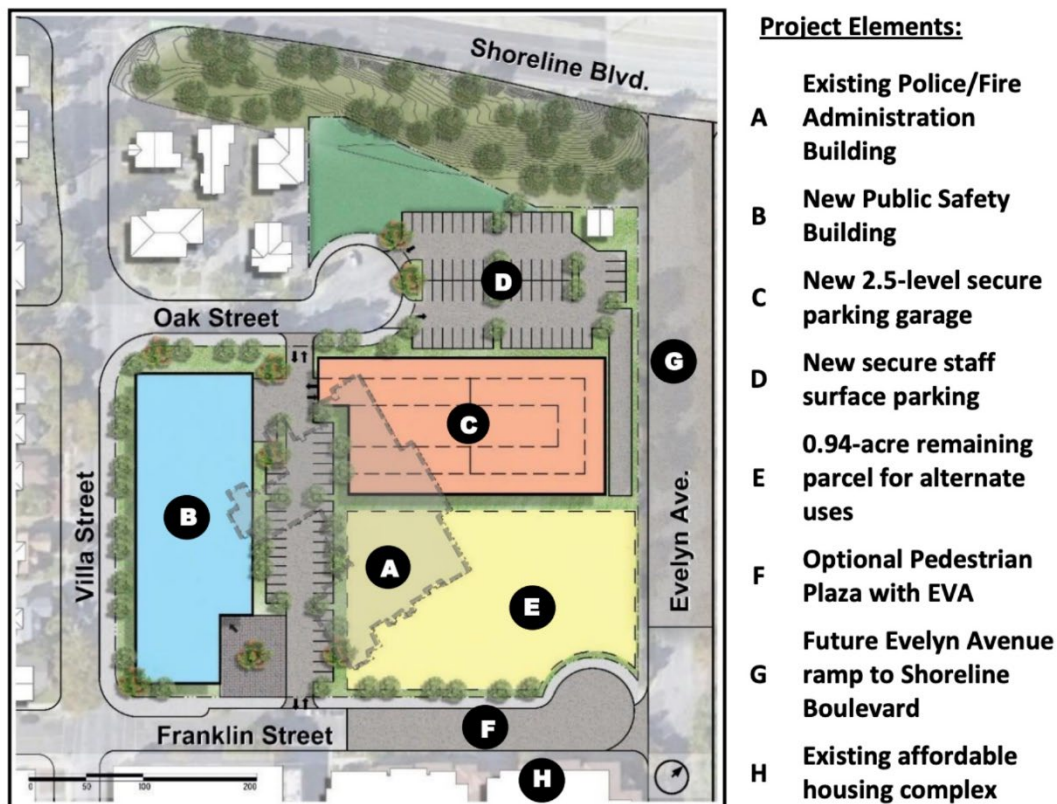 Shoreline Blvd.
Oak Street
Villa Street
Evelyn Ave.
Franklin Street
D
G
C
B
A
E
F
H
0 50 100 200
Project Elements:
A Existing Police/Fire
Administration
Building
B New Public Safety
Building
C New 2.5-level secure
parking garage
D New secure staff
surface parking
E 0.94-acre remaining
parcel for alternate
uses
F Optional Pedestrian
Plaza with EVA
G Future Evelyn Avenue
ramp to Shoreline
Boulevard
H Existing affordable
housing complex